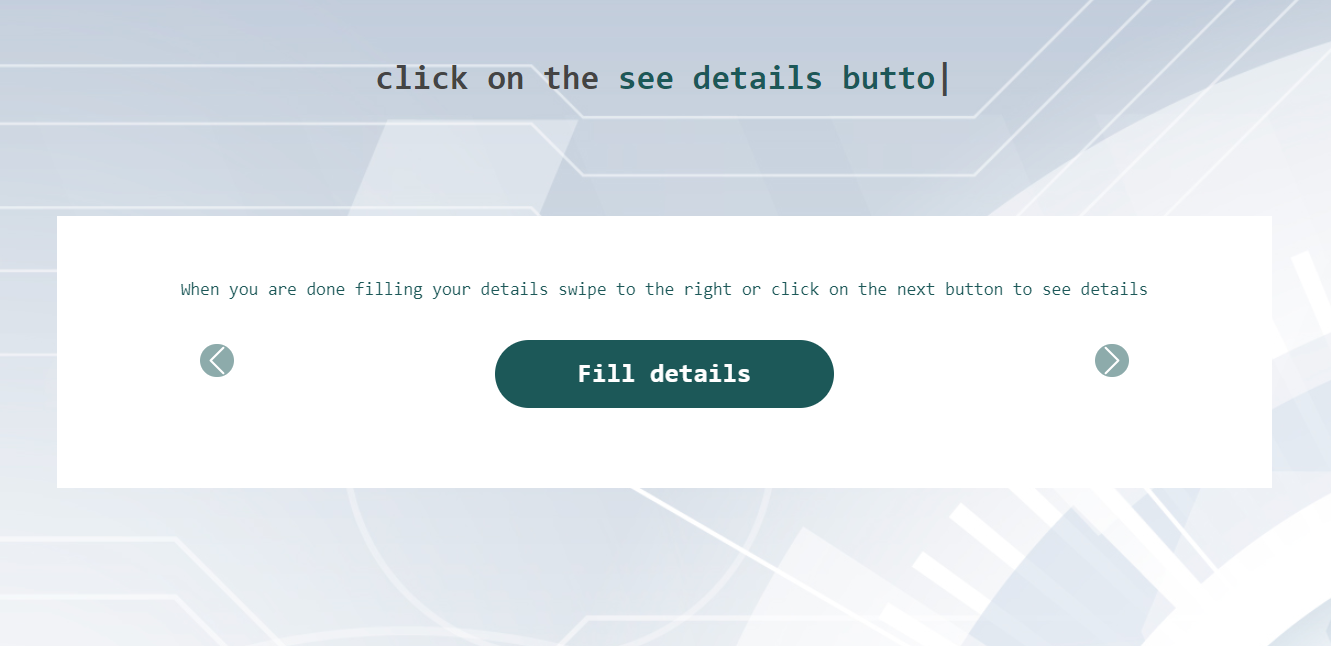 click on the see details butto|
When you are done filling your details swipe to the right or click on the next button to see details
Fill details